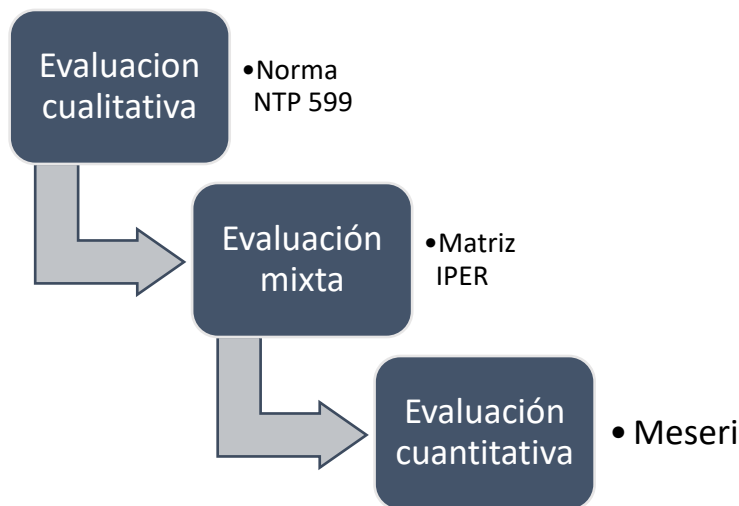 Evaluacion
cualitativa
•Norma
NTP 599
Evaluación
mixta
•Matriz
IPER
Evaluación
cuantitativa
• Meseri